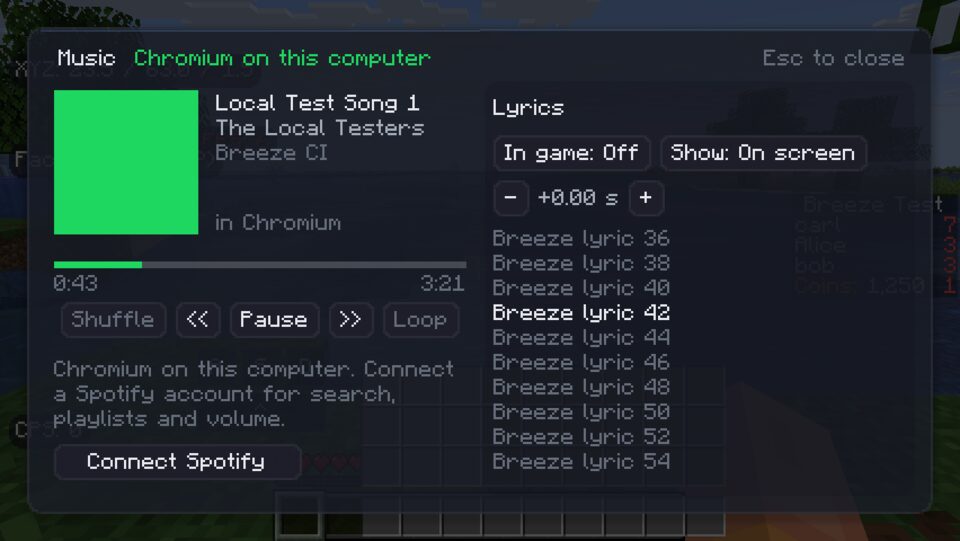 Music Chromium on this computer
Esc to close
Local Test Song 1
The Local Testers
Breeze CI
in Chromium
0:43
3:21
Shuffle
<<
Pause
>>
Loop
Chromium on this computer. Connect
a Spotify account for search,
playlists and volume.
Connect Spotify
Lyrics
In game: Off
Show: On screen
- +0.00 s +
Breeze lyric 36
Breeze lyric 38
Breeze lyric 40
Breeze lyric 42
Breeze lyric 44
Breeze lyric 46
Breeze lyric 48
Breeze lyric 50
Breeze lyric 52
Breeze lyric 54
Breeze Test
carl 7
Alice 3
bob 3
Coins: 1,250 1